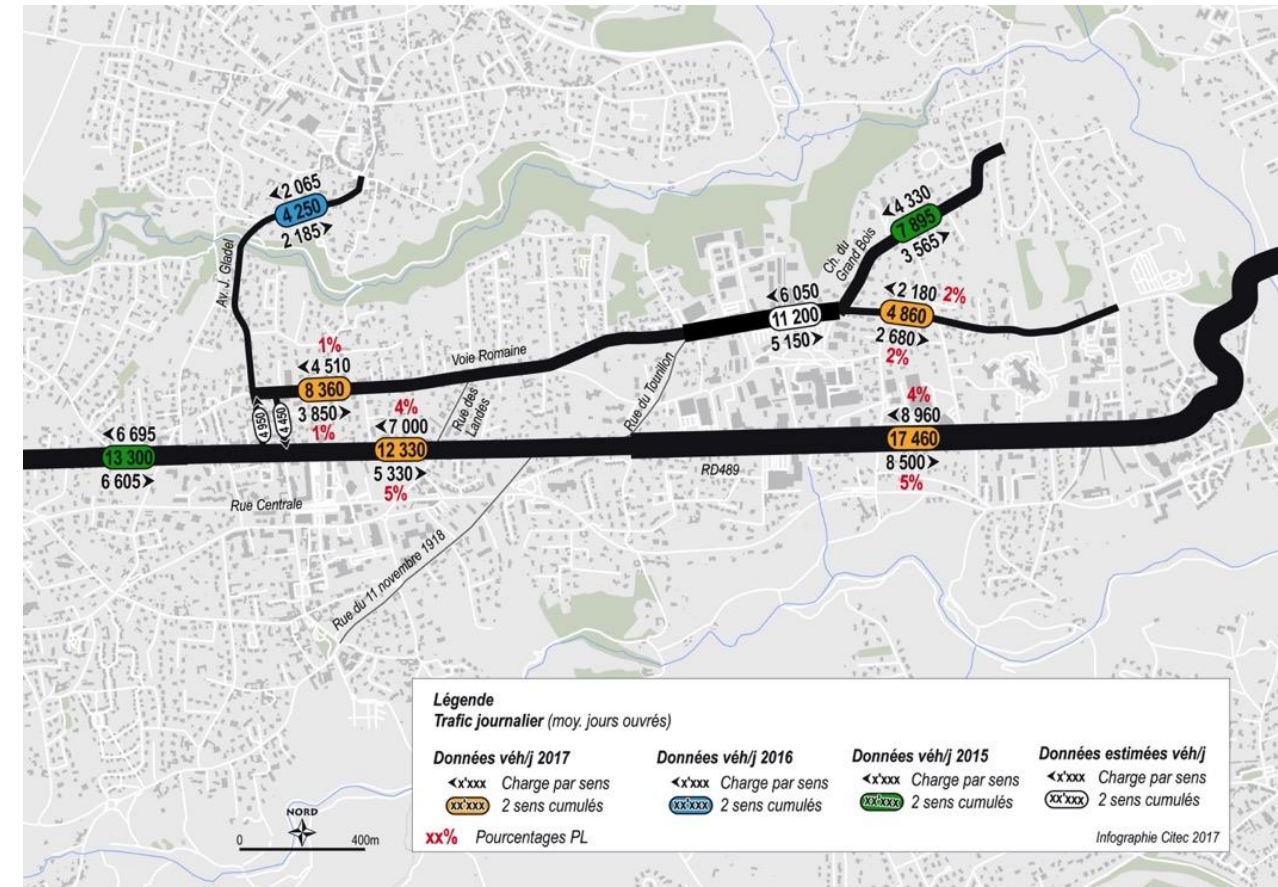 ◄2 065
4 250
2 185►
Av. J. Gladel
◄4 330
7 895
3 565►
Ch. du
Grand Bois
◄6 050
11 200
5 150►
◄2 180 2%
4 860
2 680►
2%
1%
◄4 510
8 360
3 850►
1%
Voie Romaine
Rue des
Landes
Rue du Tounilon
4 950
4 450
4%
◄7 000
12 330
5 330►
5%
4%
◄8 960
17 460
8 500►
5%
◄6 695
13 300
6 605►
RD489
Rue Centrale
Rue du 11 novembre 1918
Légende
Trafic journalier (moy. jours ouvrés)
Données véh/j 2017
◄x'xxx Charge par sens
xx'xxx 2 sens cumulés
Données véh/j 2016
◄x'xxx Charge par sens
xx'xxx 2 sens cumulés
Données véh/j 2015
◄x'xxx Charge par sens
xx'xxx 2 sens cumulés
Données estimées véh/j
◄x'xxx Charge par sens
xx'xxx 2 sens cumulés
xx% Pourcentages PL
NORD
0 400m
Infographie Citec 2017